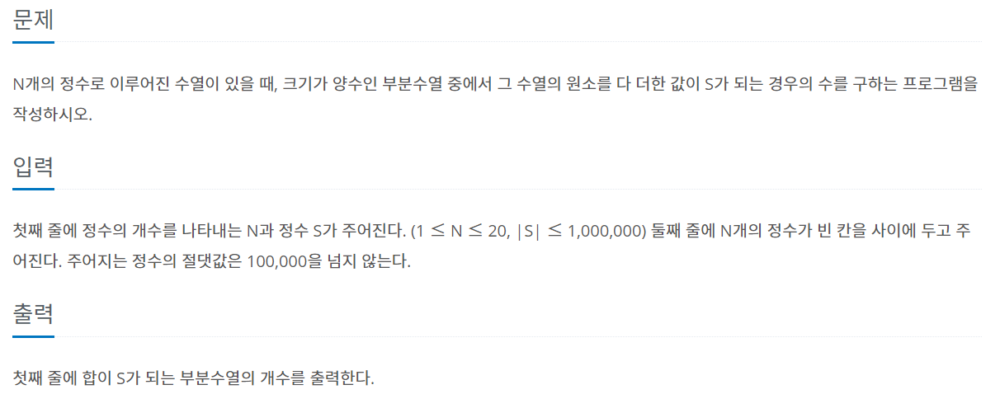 문제
N개의 정수로 이루어진 수열이 있을 때, 크기가 양수인 부분수열 중에서 그 수열의 원소를 다 더한 값이 S가 되는 경우의 수를 구하는 프로그램을
작성하시오.
입력
첫째 줄에 정수의 개수를 나타내는 N과 정수 S가 주어진다. (1 ≤ N ≤ 20, |S| ≤ 1,000,000) 둘째 줄에 N개의 정수가 빈 칸을 사이에 두고 주
어진다. 주어지는 정수의 절댓값은 100,000을 넘지 않는다.
출력
첫째 줄에 합이 S가 되는 부분수열의 개수를 출력한다.